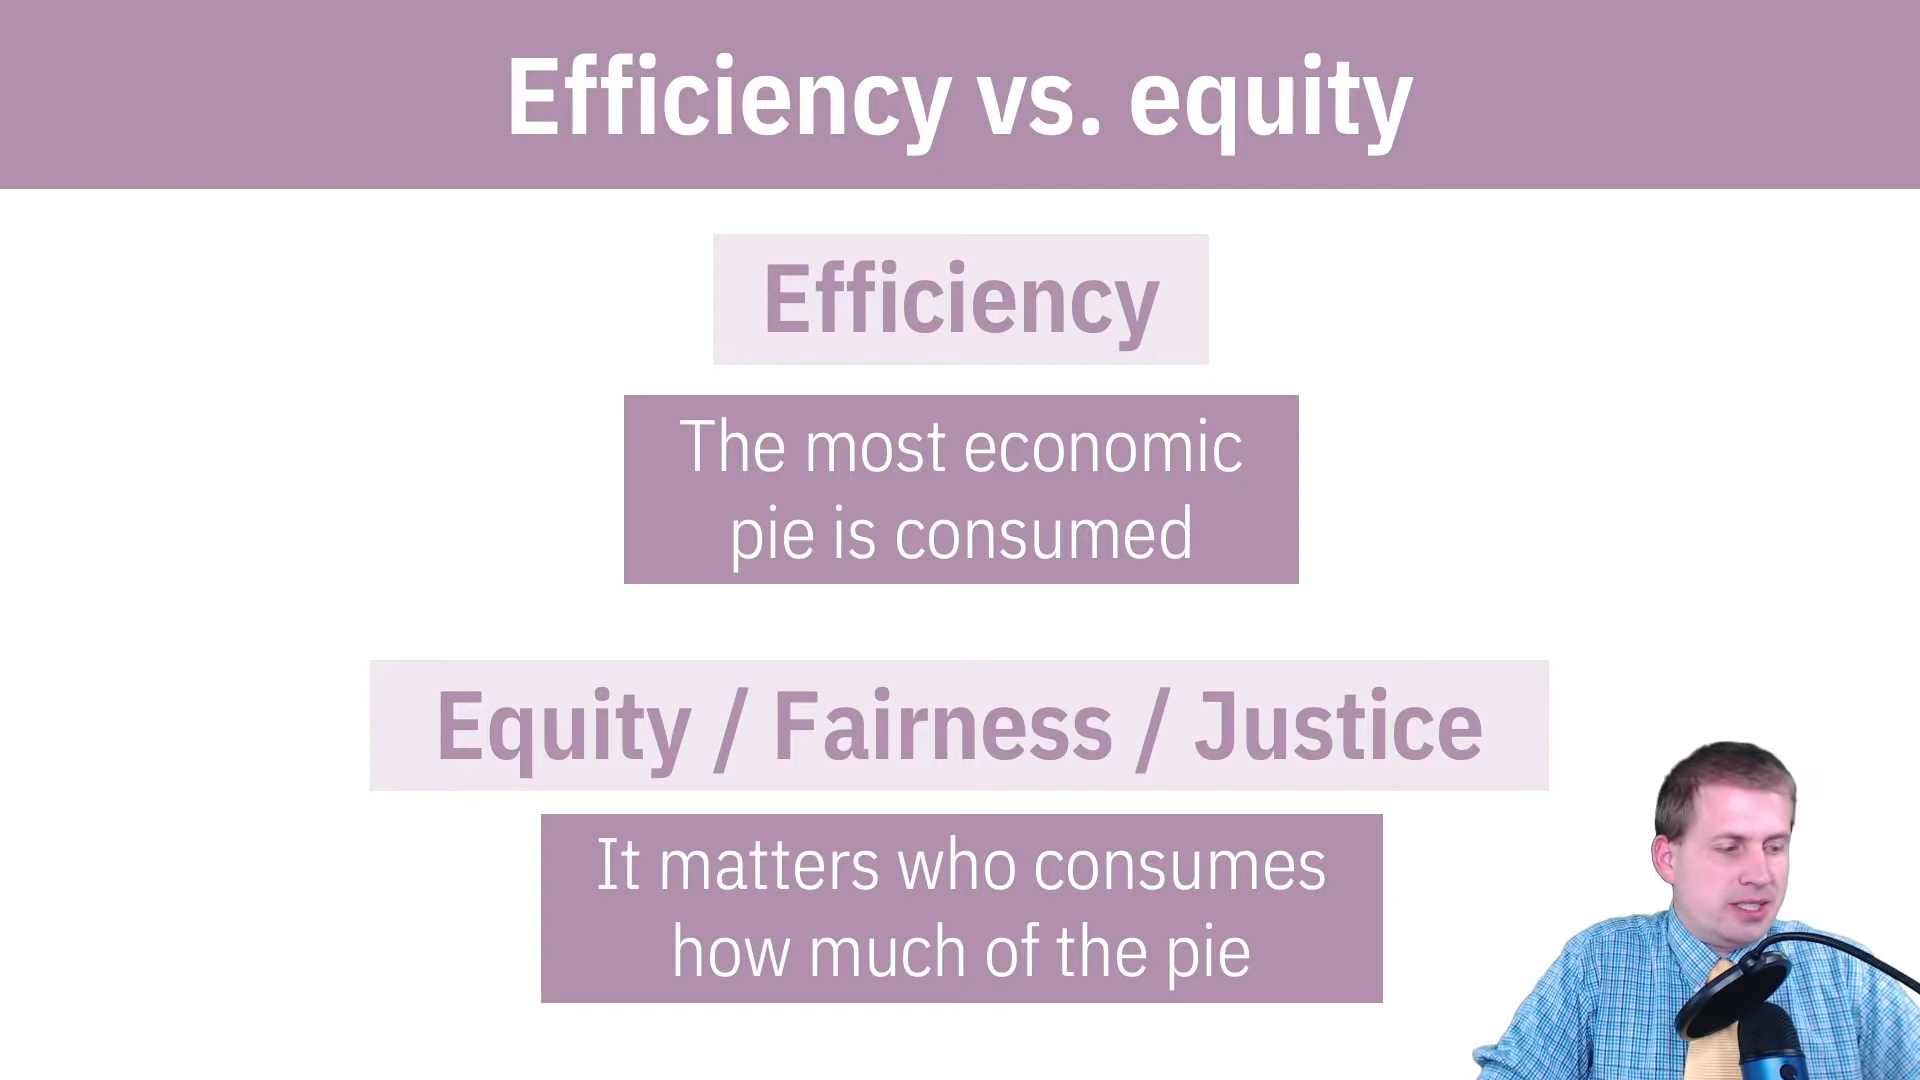 Efficiency vs. equity
Efficiency
The most economic
pie is consumed
Equity / Fairness / Justice
It matters who consumes
how much of the pie